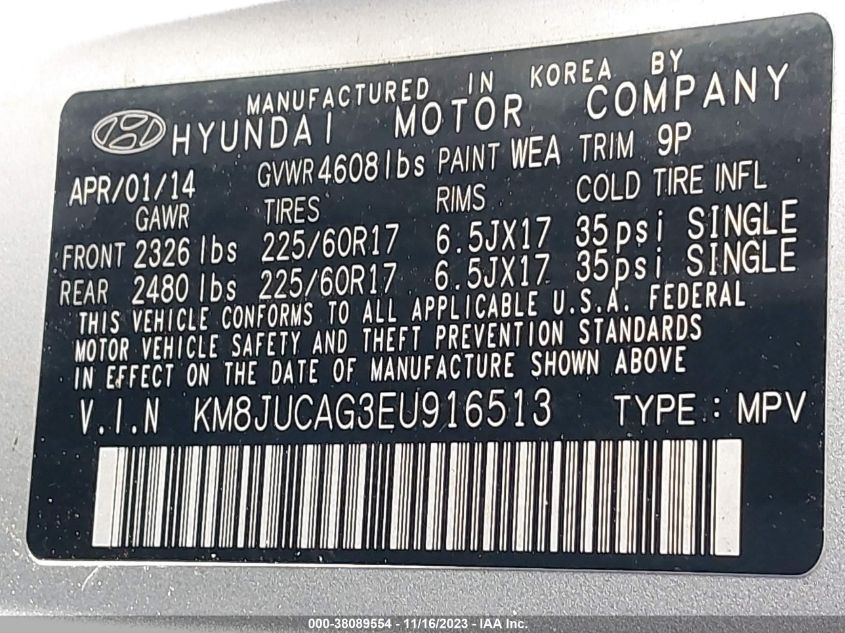 MANUFACTURED IN KOREA BY
HYUNDAI MOTOR COMPANY
APR/01/14 GVWR 4608lbs PAINT WEA TRIM 9P
GAWR TIRES RIMS COLD TIRE INFL
FRONT 2326 lbs 225/60R17 6.5JX17 35psi SINGLE
REAR 2480 lbs 225/60R17 6.5JX17 35psi SINGLE
THIS VEHICLE CONFORMS TO ALL APPLICABLE U.S.A. FEDERAL
MOTOR VEHICLE SAFETY AND THEFT PREVENTION STANDARDS
IN EFFECT ON THE DATE OF MANUFACTURE SHOWN ABOVE
V.I.N KM8JUCAG3EU916513 TYPE : MPV
000-38089554 - 11/16/2023 - IAA Inc.